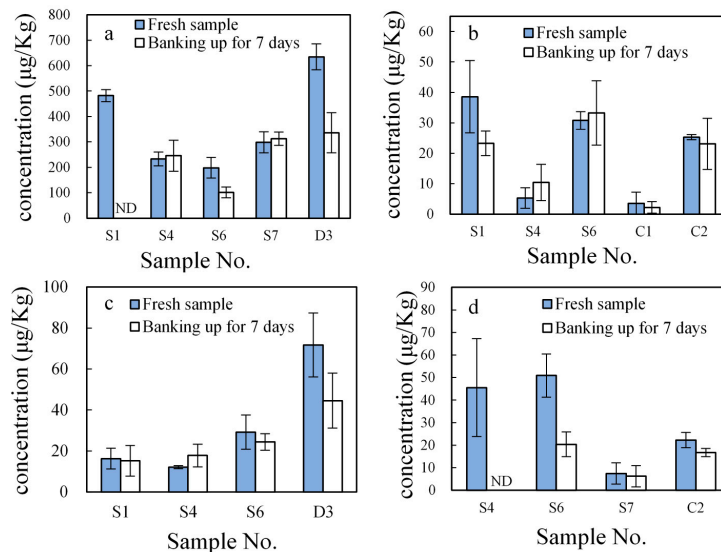 a
Fresh sample
Banking up for 7 days
concentration (µg/Kg)
800
700
600
500
400
300
200
100
0
ND
S1 S4 S6 S7 D3
Sample No.
b
Fresh sample
Banking up for 7 days
concentration (µg/Kg)
60
50
40
30
20
10
0
S1 S4 S6 C1 C2
Sample No.
c
Fresh sample
Banking up for 7 days
concentration (µg/Kg)
100
80
60
40
20
0
S1 S4 S6 D3
Sample No.
d
Fresh sample
Banking up for 7 days
concentration (µg/Kg)
90
80
70
60
50
40
30
20
10
0
ND
S4 S6 S7 C2
Sample No.